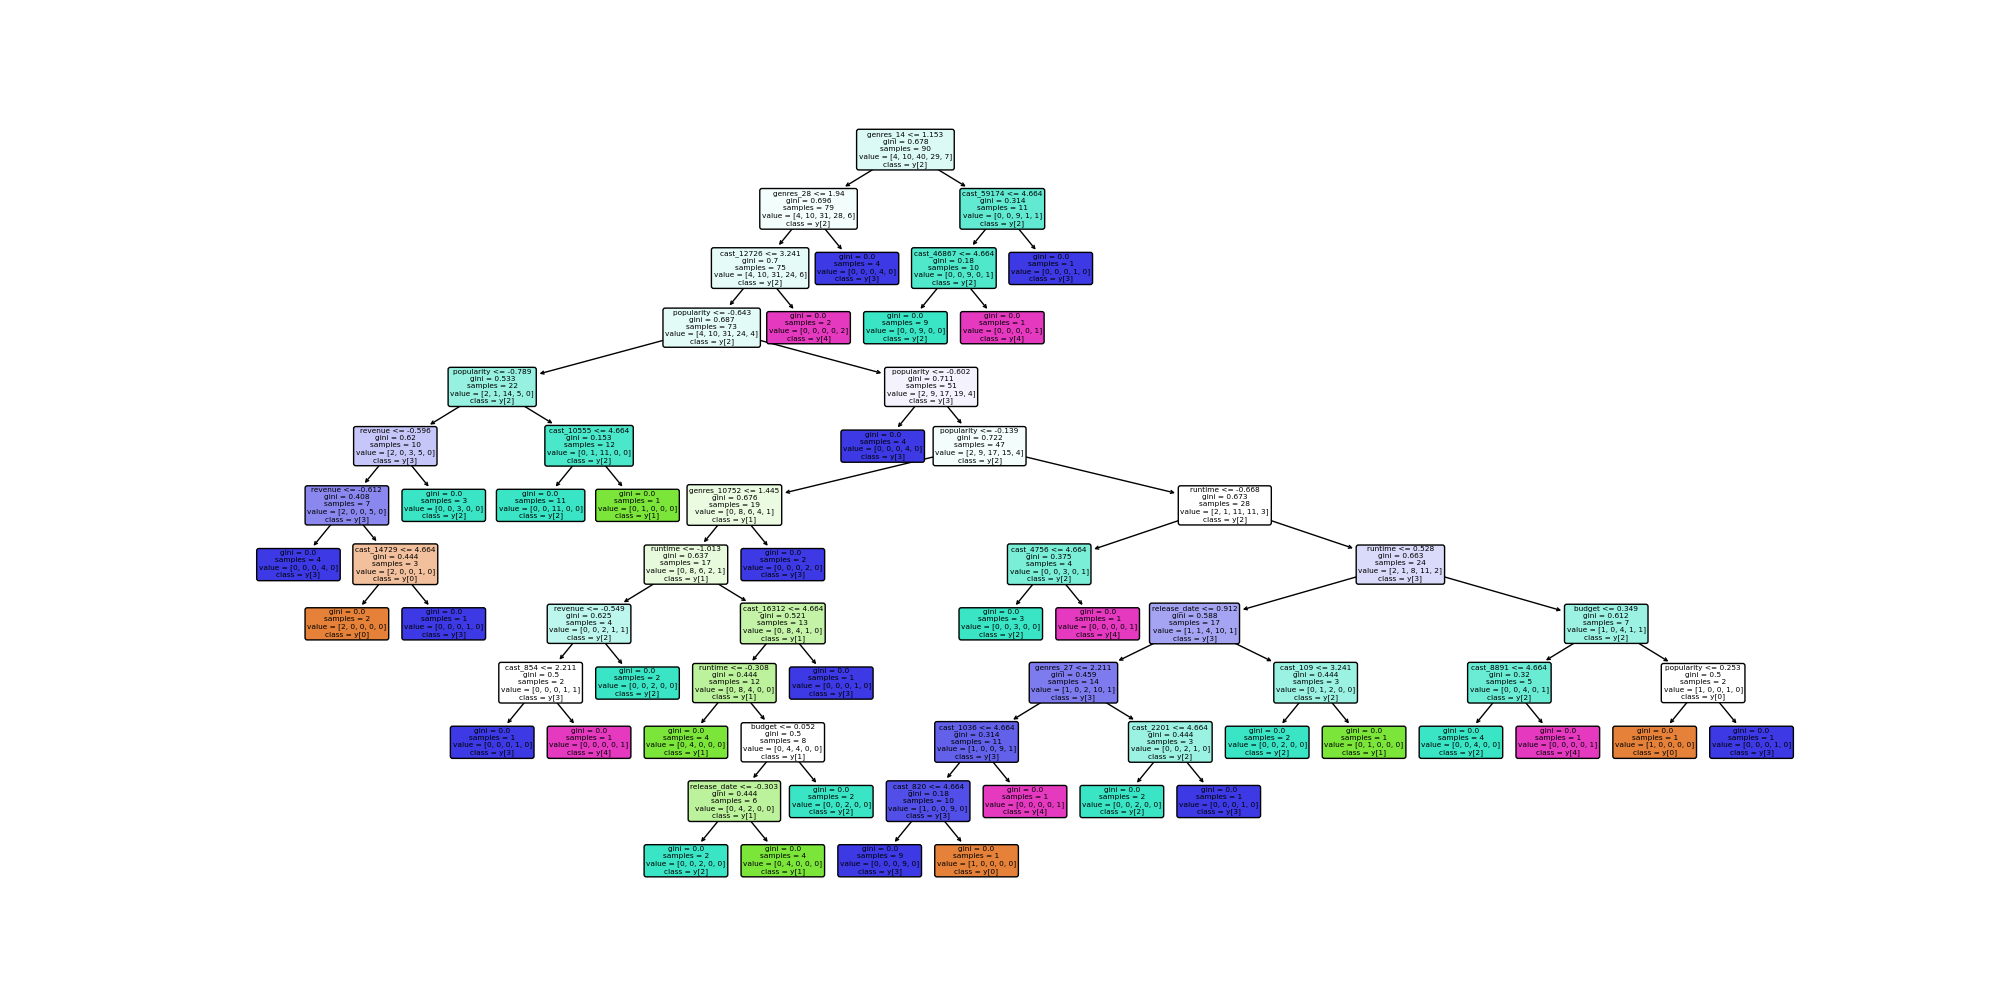 genres_14 <= 1.153
gini = 0.678
samples = 90
value = [4, 10, 40, 29, 7]
class = y[2]
genres_28 <= 1.94
gini = 0.696
samples = 79
value = [4, 10, 31, 28, 6]
class = y[2]
cast_59174 <= 4.664
gini = 0.314
samples = 11
value = [0, 0, 9, 1, 1]
class = y[2]
cast_12726 <= 3.241
gini = 0.7
samples = 75
value = [4, 10, 31, 24, 6]
class = y[2]
gini = 0.0
samples = 4
value = [0, 0, 0, 4, 0]
class = y[3]
cast_46867 <= 4.664
gini = 0.18
samples = 10
value = [0, 0, 9, 0, 1]
class = y[2]
gini = 0.0
samples = 1
value = [0, 0, 0, 1, 0]
class = y[3]
popularity <= -0.643
gini = 0.687
samples = 73
value = [4, 10, 31, 24, 4]
class = y[2]
gini = 0.0
samples = 2
value = [0, 0, 0, 0, 2]
class = y[4]
gini = 0.0
samples = 9
value = [0, 0, 9, 0, 0]
class = y[2]
gini = 0.0
samples = 1
value = [0, 0, 0, 0, 1]
class = y[4]
popularity <= -0.789
gini = 0.533
samples = 22
value = [2, 1, 14, 5, 0]
class = y[2]
popularity <= -0.602
gini = 0.711
samples = 51
value = [2, 9, 17, 19, 4]
class = y[3]
revenue <= -0.596
gini = 0.62
samples = 10
value = [2, 0, 3, 5, 0]
class = y[3]
cast_10555 <= 4.664
gini = 0.153
samples = 12
value = [0, 1, 11, 0, 0]
class = y[2]
gini = 0.0
samples = 4
value = [0, 0, 0, 4, 0]
class = y[3]
popularity <= -0.139
gini = 0.722
samples = 47
value = [2, 9, 17, 15, 4]
class = y[2]
revenue <= -0.612
gini = 0.408
samples = 7
value = [2, 0, 0, 5, 0]
class = y[3]
gini = 0.0
samples = 3
value = [0, 0, 3, 0, 0]
class = y[2]
gini = 0.0
samples = 11
value = [0, 0, 11, 0, 0]
class = y[2]
gini = 0.0
samples = 1
value = [0, 1, 0, 0, 0]
class = y[1]
genres_10752 <= 1.445
gini = 0.676
samples = 19
value = [0, 8, 6, 4, 1]
class = y[1]
runtime <= -0.668
gini = 0.673
samples = 28
value = [2, 1, 11, 11, 3]
class = y[2]
gini = 0.0
samples = 4
value = [0, 0, 0, 4, 0]
class = y[3]
cast_14729 <= 4.664
gini = 0.444
samples = 3
value = [2, 0, 0, 1, 0]
class = y[0]
runtime <= -1.013
gini = 0.637
samples = 17
value = [0, 8, 6, 2, 1]
class = y[1]
gini = 0.0
samples = 2
value = [0, 0, 0, 2, 0]
class = y[3]
cast_4756 <= 4.664
gini = 0.375
samples = 4
value = [0, 0, 3, 0, 1]
class = y[2]
runtime <= 0.528
gini = 0.663
samples = 24
value = [2, 1, 8, 11, 2]
class = y[3]
gini = 0.0
samples = 2
value = [2, 0, 0, 0, 0]
class = y[0]
gini = 0.0
samples = 1
value = [0, 0, 0, 1, 0]
class = y[3]
revenue <= -0.549
gini = 0.625
samples = 4
value = [0, 0, 2, 1, 1]
class = y[2]
cast_16312 <= 4.664
gini = 0.521
samples = 13
value = [0, 8, 4, 1, 0]
class = y[1]
gini = 0.0
samples = 3
value = [0, 0, 3, 0, 0]
class = y[2]
gini = 0.0
samples = 1
value = [0, 0, 0, 0, 1]
class = y[4]
release_date <= 0.912
gini = 0.588
samples = 17
value = [1, 1, 4, 10, 1]
class = y[3]
budget <= 0.349
gini = 0.612
samples = 7
value = [1, 0, 4, 1, 1]
class = y[2]
cast_854 <= 2.211
gini = 0.5
samples = 2
value = [0, 0, 0, 1, 1]
class = y[3]
gini = 0.0
samples = 2
value = [0, 0, 2, 0, 0]
class = y[2]
runtime <= -0.308
gini = 0.444
samples = 12
value = [0, 8, 4, 0, 0]
class = y[1]
gini = 0.0
samples = 1
value = [0, 0, 0, 1, 0]
class = y[3]
genres_27 <= 2.211
gini = 0.459
samples = 14
value = [1, 0, 2, 10, 1]
class = y[3]
cast_109 <= 3.241
gini = 0.444
samples = 3
value = [0, 1, 2, 0, 0]
class = y[2]
cast_8891 <= 4.664
gini = 0.32
samples = 5
value = [0, 0, 4, 0, 1]
class = y[2]
popularity <= 0.253
gini = 0.5
samples = 2
value = [1, 0, 0, 1, 0]
class = y[0]
gini = 0.0
samples = 1
value = [0, 0, 0, 1, 0]
class = y[3]
gini = 0.0
samples = 1
value = [0, 0, 0, 0, 1]
class = y[4]
gini = 0.0
samples = 4
value = [0, 4, 0, 0, 0]
class = y[1]
budget <= 0.052
gini = 0.5
samples = 8
value = [0, 4, 4, 0, 0]
class = y[1]
cast_1036 <= 4.664
gini = 0.314
samples = 11
value = [1, 0, 0, 9, 1]
class = y[3]
cast_2201 <= 4.664
gini = 0.444
samples = 3
value = [0, 0, 2, 1, 0]
class = y[2]
gini = 0.0
samples = 2
value = [0, 0, 2, 0, 0]
class = y[2]
gini = 0.0
samples = 1
value = [0, 1, 0, 0, 0]
class = y[1]
gini = 0.0
samples = 4
value = [0, 0, 4, 0, 0]
class = y[2]
gini = 0.0
samples = 1
value = [0, 0, 0, 0, 1]
class = y[4]
gini = 0.0
samples = 1
value = [1, 0, 0, 0, 0]
class = y[0]
gini = 0.0
samples = 1
value = [0, 0, 0, 1, 0]
class = y[3]
release_date <= -0.303
gini = 0.444
samples = 6
value = [0, 4, 2, 0, 0]
class = y[1]
gini = 0.0
samples = 2
value = [0, 0, 2, 0, 0]
class = y[2]
cast_820 <= 4.664
gini = 0.18
samples = 10
value = [1, 0, 0, 9, 0]
class = y[3]
gini = 0.0
samples = 1
value = [0, 0, 0, 0, 1]
class = y[4]
gini = 0.0
samples = 2
value = [0, 0, 2, 0, 0]
class = y[2]
gini = 0.0
samples = 1
value = [0, 0, 0, 1, 0]
class = y[3]
gini = 0.0
samples = 2
value = [0, 0, 2, 0, 0]
class = y[2]
gini = 0.0
samples = 4
value = [0, 4, 0, 0, 0]
class = y[1]
gini = 0.0
samples = 9
value = [0, 0, 0, 9, 0]
class = y[3]
gini = 0.0
samples = 1
value = [1, 0, 0, 0, 0]
class = y[0]